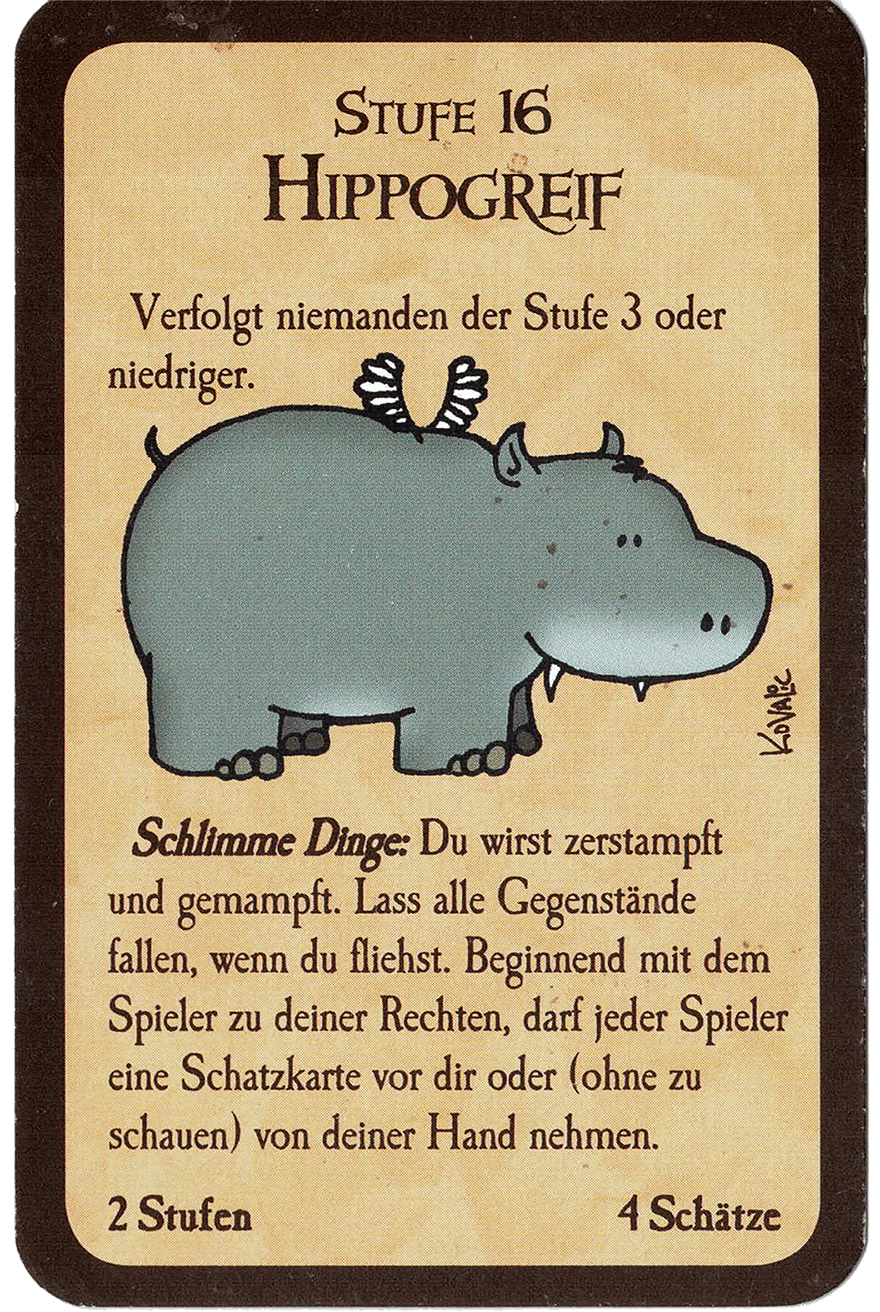 Stufe 16
Hippogreif
Verfolgt niemanden der Stufe 3 oder
niedriger.
Kovalic
Schlimme Dinge: Du wirst zerstampft
und gemampft. Lass alle Gegenstände
fallen, wenn du fliehst. Beginnend mit dem
Spieler zu deiner Rechten, darf jeder Spieler
eine Schatzkarte vor dir oder (ohne zu
schauen) von deiner Hand nehmen.
2 Stufen 4 Schätze